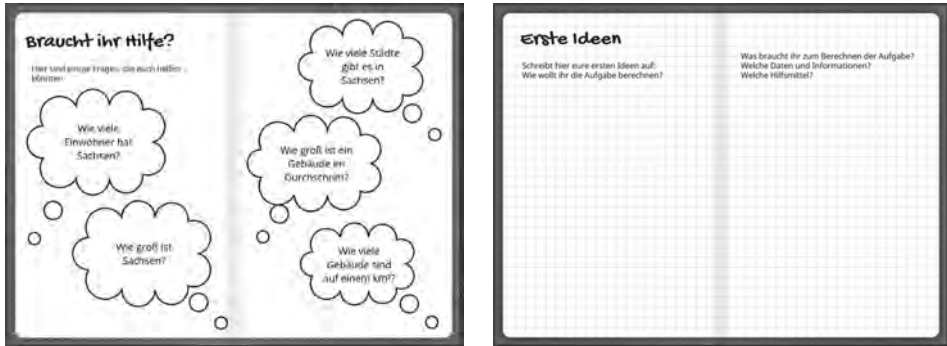 Braucht ihr Hilfe?
Hier sind einige Fragen, die euch helfen
könnten:
Wie viele
Einwohner hat
Sachsen?
Wie groß ist
Sachsen?
Wie viele Städte
gibt es in
Sachsen?
Wie groß ist ein
Gebäude im
Durchschnitt?
Wie viele
Gebäude sind
auf einem km²?
Erste Ideen
Schreibt hier eure ersten Ideen auf:
Wie wollt ihr die Aufgabe berechnen?
Was braucht ihr zum Berechnen der Aufgabe?
Welche Daten und Informationen?
Welche Hilfsmittel?